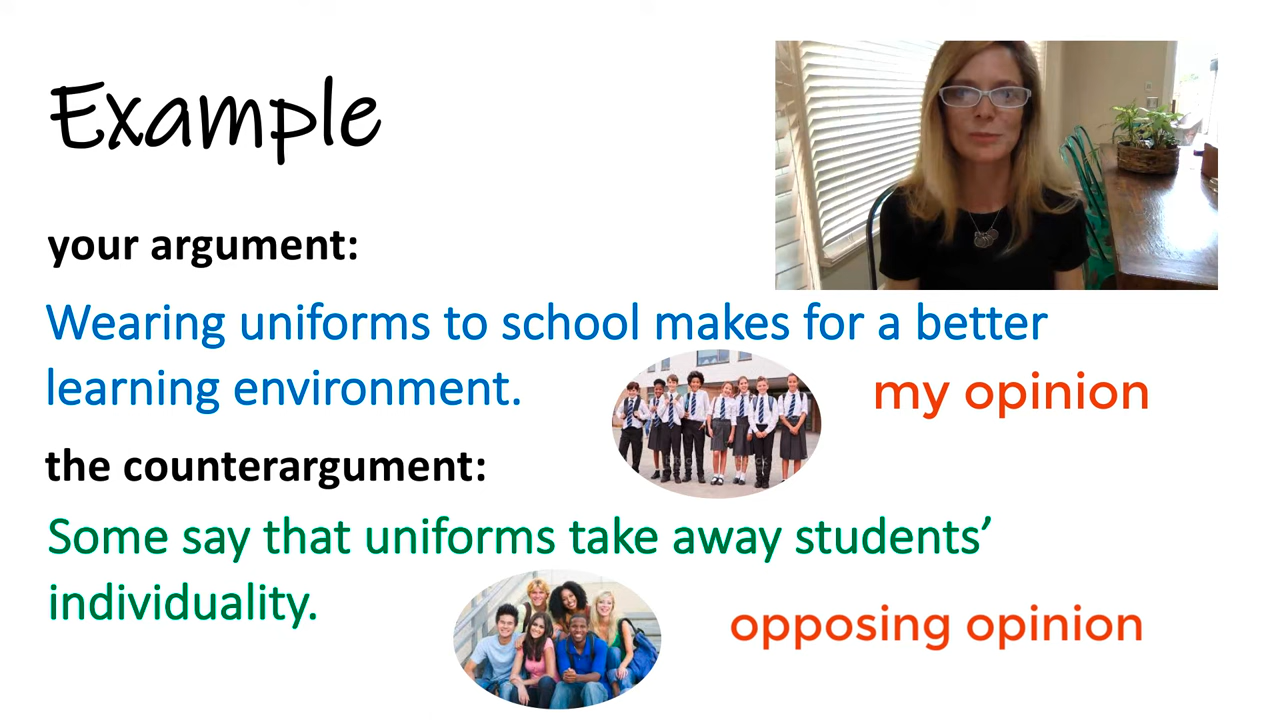 Example
your argument:
Wearing uniforms to school makes for a better
learning environment.
my opinion
the counterargument:
Some say that uniforms take away students’
individuality.
opposing opinion